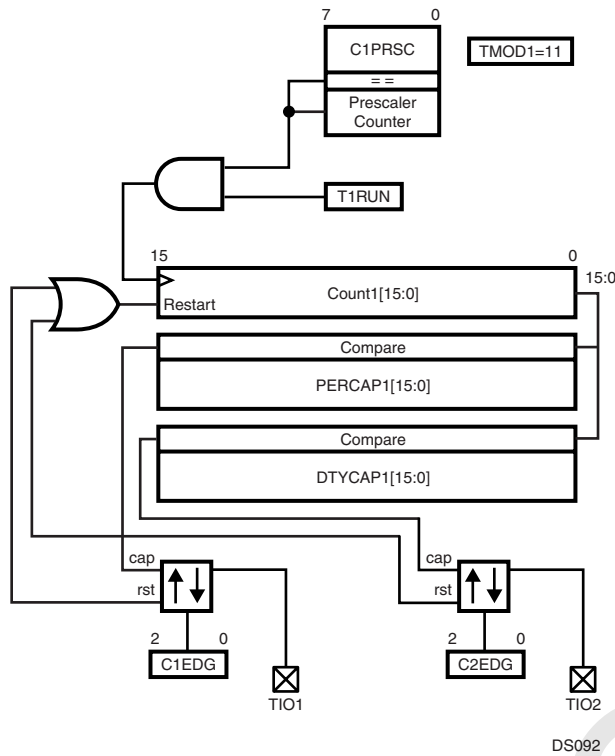 7 0
C1PRSC
TMOD1=11
= =
Prescaler
Counter
T1RUN
15 0
15:0
Count1[15:0]
Restart
Compare
PERCAP1[15:0]
Compare
DTYCAP1[15:0]
cap cap
rst rst
2 0 2 0
C1EDG C2EDG
TIO1 TIO2
DS092